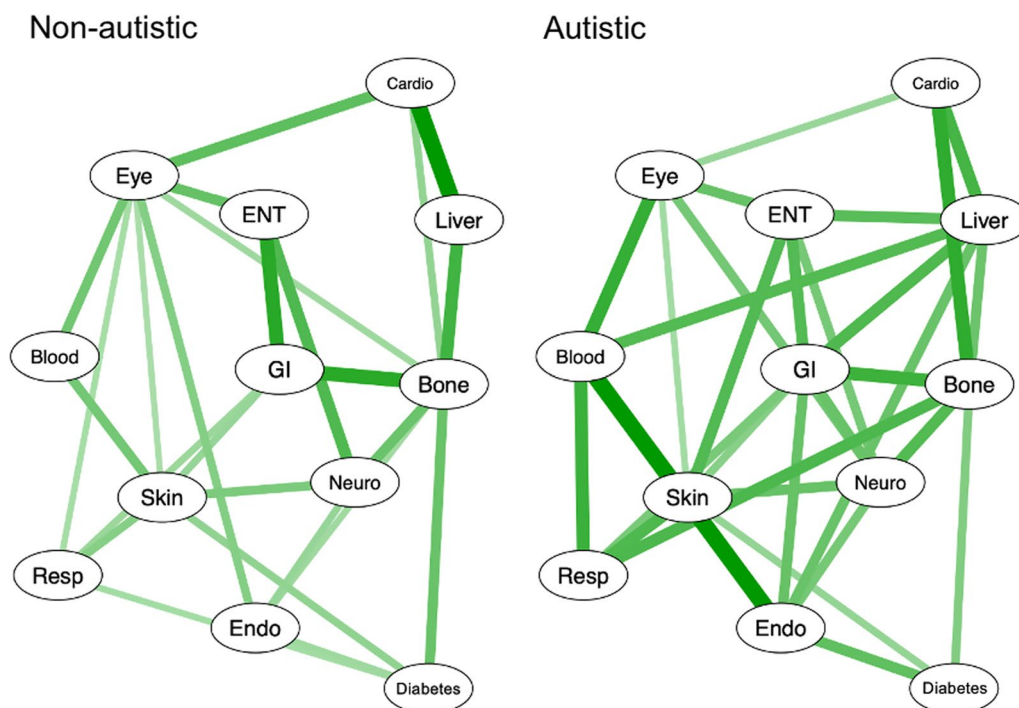 Non-autistic
Cardio
Eye
ENT
Liver
Blood
GI
Bone
Skin
Neuro
Resp
Endo
Diabetes
Autistic
Cardio
Eye
ENT
Liver
Blood
GI
Bone
Skin
Neuro
Resp
Endo
Diabetes